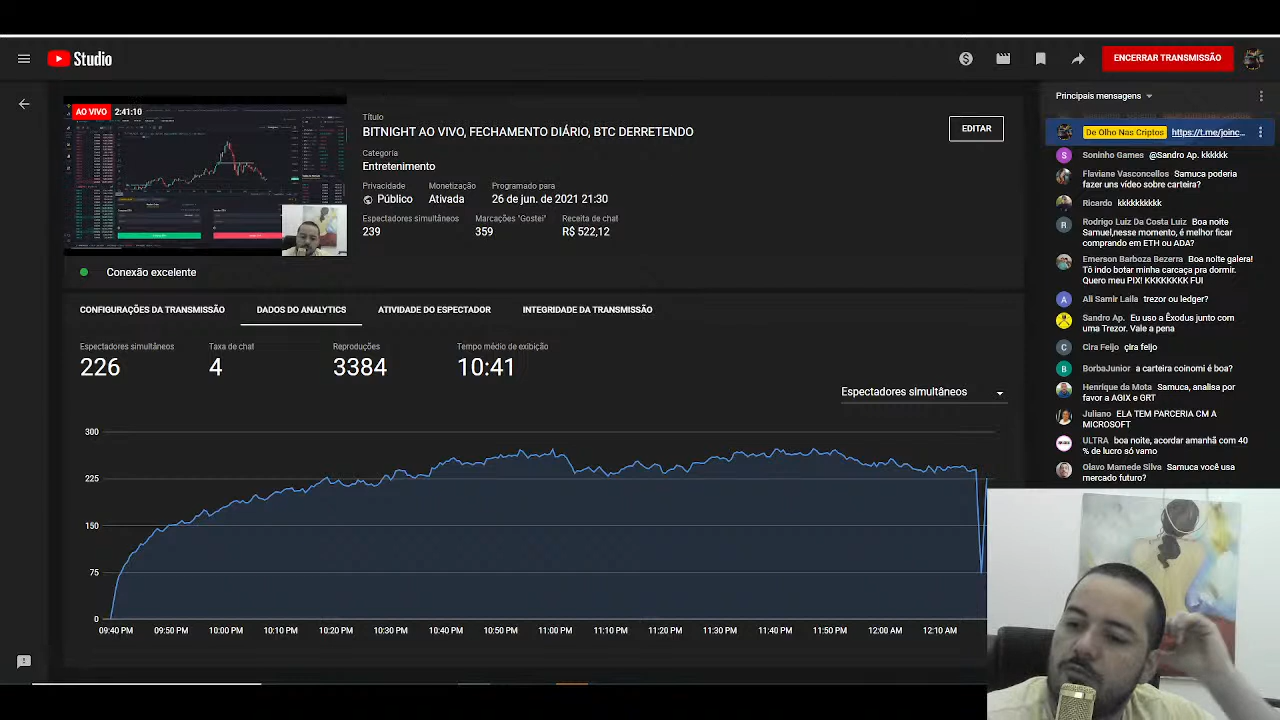 Studio
ENCERRAR TRANSMISSÃO
AO VIVO 2:41:10
Título
BITNIGHT AO VIVO, FECHAMENTO DIÁRIO, BTC DERRETENDO
EDITAR
Categoria
Entretenimento
Privacidade Monetização Programado para
Público Ativada 26 de jun. de 2021 21:30
Espectadores simultâneos Marcações "Gostei" Receita de chat
239 359 R$ 522,12
Conexão excelente
CONFIGURAÇÕES DA TRANSMISSÃO DADOS DO ANALYTICS ATIVIDADE DO ESPECTADOR INTEGRIDADE DA TRANSMISSÃO
Espectadores simultâneos Taxa de chat Reproduções Tempo médio de exibição
226 4 3384 10:41
Espectadores simultâneos
300
225
150
75
0
09:40 PM 09:50 PM 10:00 PM 10:10 PM 10:20 PM 10:30 PM 10:40 PM 10:50 PM 11:00 PM 11:10 PM 11:20 PM 11:30 PM 11:40 PM 11:50 PM 12:00 AM 12:10 AM
Principais mensagens
De Olho Nas Criptos https://t.me/joinc...
S Soninho Games @Sandro Ap. kkkkkk
Flaviane Vasconcellos Samuca poderia
fazer uns vídeo sobre carteira?
Ricardo kkkkkkkkkk
R Rodrigo Luiz Da Costa Luiz Boa noite
Samuel,nesse momento, é melhor ficar
comprando em ETH ou ADA?
Emerson Barboza Bezerra Boa noite galera!
Tô indo botar minha carcaça pra dormir.
Quero meu PIX! KKKKKKKK FUI
A Ali Samir Laila trezor ou ledger?
Sandro Ap. Eu uso a Êxodus junto com
uma Trezor. Vale a pena
C Cira Feijo çira feijo
B BorbaJunior a carteira coinomi é boa?
Henrique da Mota Samuca, analisa por
favor a AGIX e GRT
Juliano ELA TEM PARCERIA CM A
MICROSOFT
ULTRA boa noite, acordar amanhã com 40
% de lucro só vamo
Olavo Mamede Silva Samuca você usa
mercado futuro?